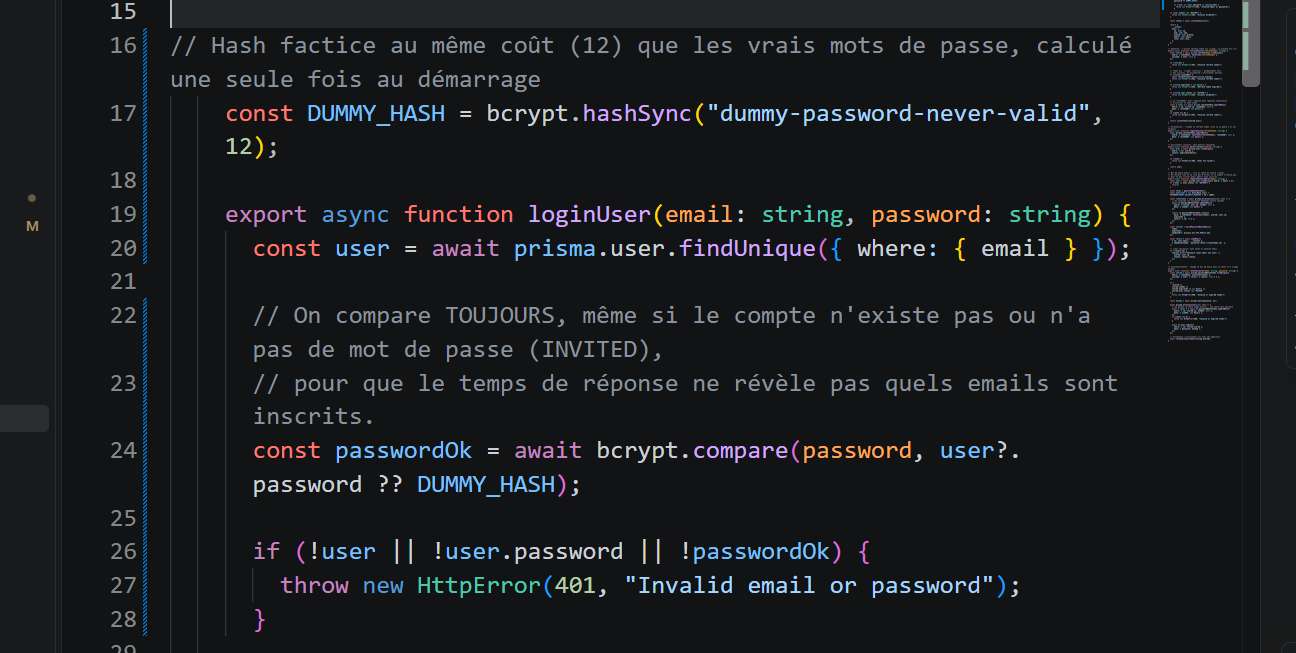 15
16 // Hash factice au même coût (12) que les vrais mots de passe, calculé
une seule fois au démarrage
17 const DUMMY_HASH = bcrypt.hashSync("dummy-password-never-valid",
12);
18
19 export async function loginUser(email: string, password: string) {
20 const user = await prisma.user.findUnique({ where: { email } });
21
22 // On compare TOUJOURS, même si le compte n'existe pas ou n'a
pas de mot de passe (INVITED),
23 // pour que le temps de réponse ne révèle pas quels emails sont
inscrits.
24 const passwordOk = await bcrypt.compare(password, user?.
password ?? DUMMY_HASH);
25
26 if (!user || !user.password || !passwordOk) {
27 throw new HttpError(401, "Invalid email or password");
28 }
29
M